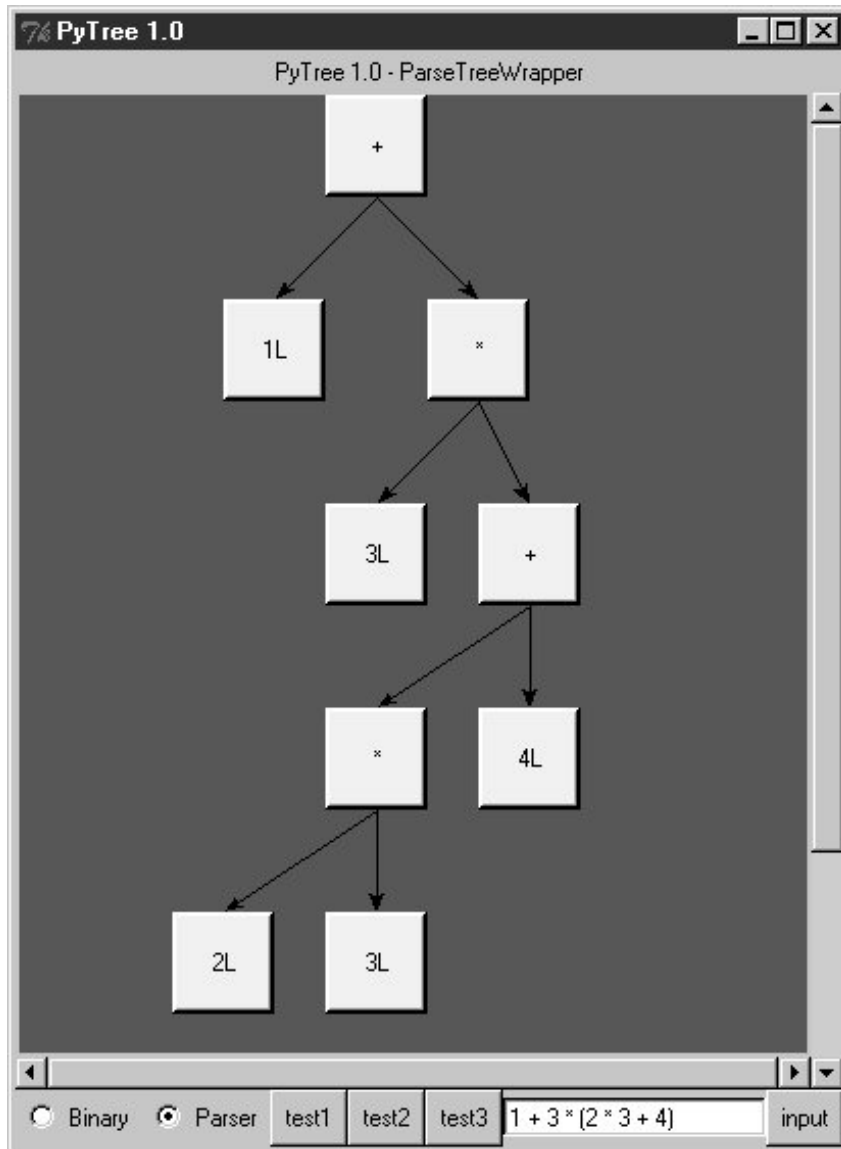 PyTree 1.0
PyTree 1.0 - ParseTreeWrapper
+
1L *
3L +
* 4L
2L 3L
Binary Parser test1 test2 test3 1 + 3 * (2 * 3 + 4) input